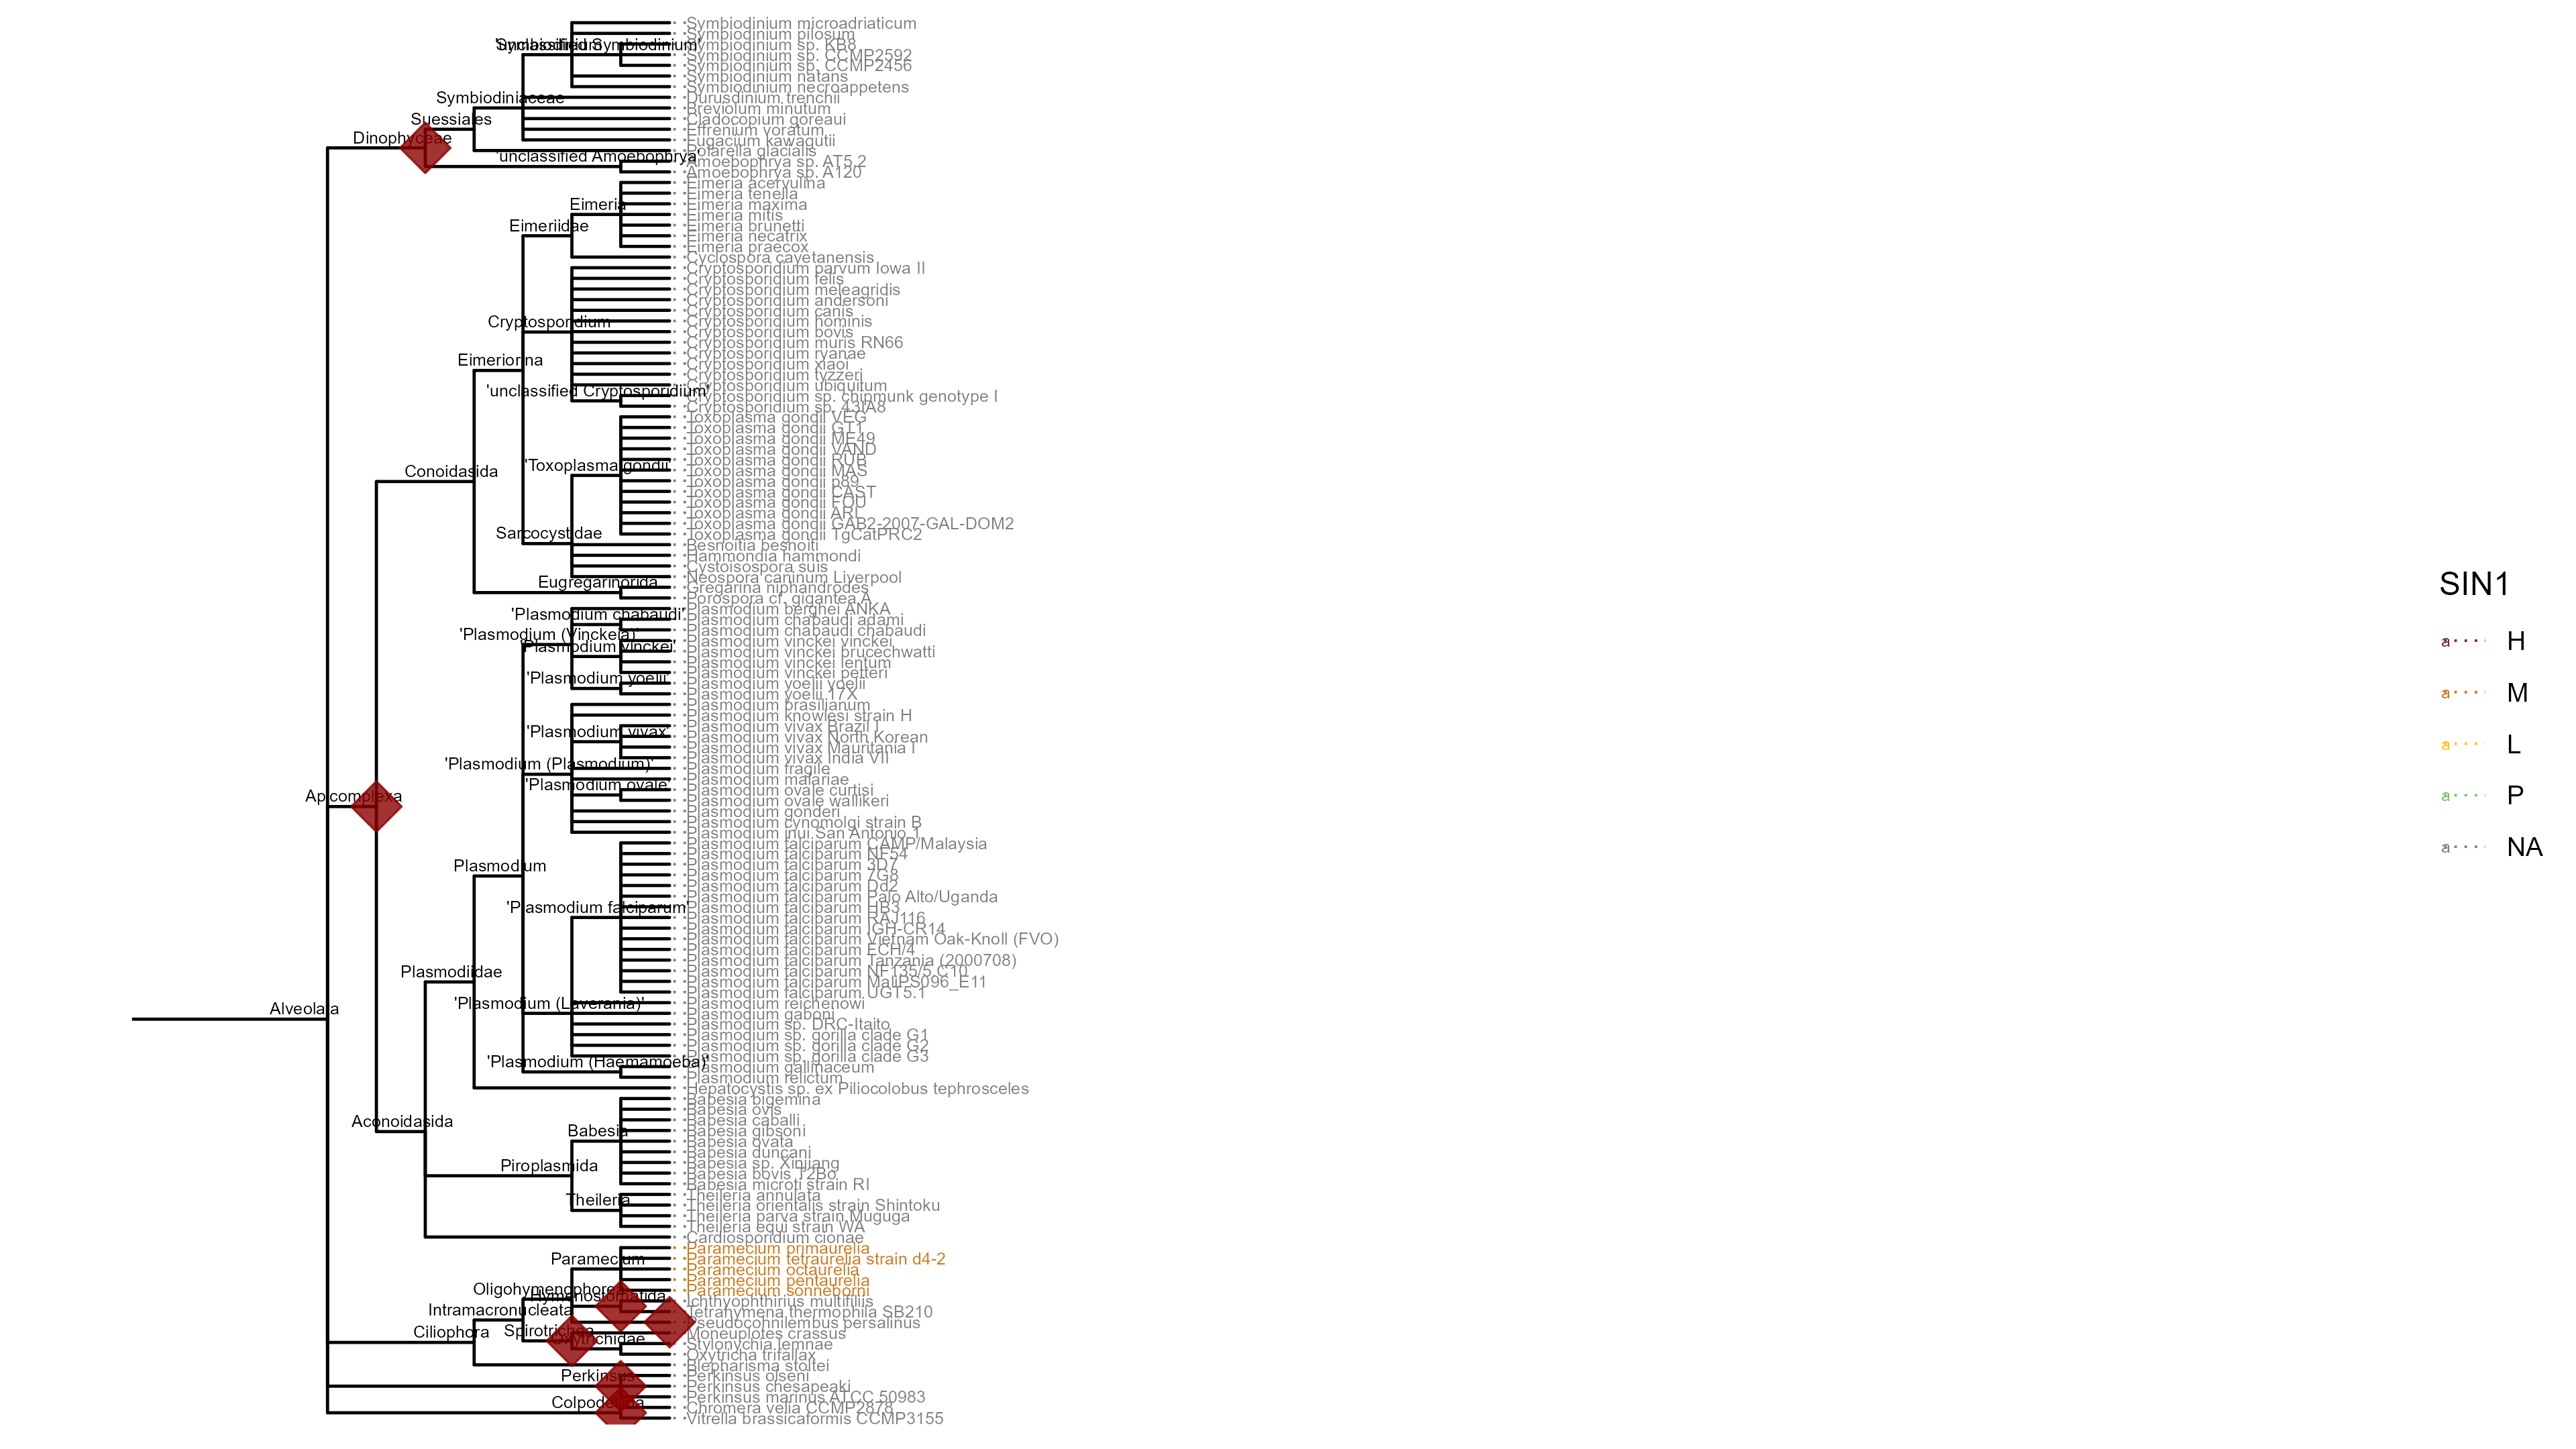 Symbiodinium microadriaticum
Symbiodinium pilosum
Symbiodinium
'unclassified Symbiodinium'
Symbiodinium sp. KB8
Symbiodinium sp. CCMP2592
Symbiodinium sp. CCMP2456
Symbiodinium natans
Symbiodinium necroappetens
Symbiodiniaceae
Durusdinium trenchii
Breviolum minutum
Suessiales
Cladocopium goreaui
Effrenium voratum
Dinophyceae
Fugacium kawagutii
Polarella glacialis
'unclassified Amoebophrya'
Amoebophrya sp. AT5.2
Amoebophrya sp. A120
Eimeria acervulina
Eimeria tenella
Eimeria
Eimeria maxima
Eimeria mitis
Eimeriidae
Eimeria brunetti
Eimeria necatrix
Eimeria praecox
Cyclospora cayetanensis
Cryptosporidium parvum Iowa II
Cryptosporidium felis
Cryptosporidium meleagridis
Cryptosporidium andersoni
Cryptosporidium canis
Cryptosporidium
Cryptosporidium hominis
Cryptosporidium bovis
Cryptosporidium muris RN66
Cryptosporidium ryanae
Eimeriorina
Cryptosporidium xiaoi
Cryptosporidium tyzzeri
Cryptosporidium ubiquitum
'unclassified Cryptosporidium'
Cryptosporidium sp. chipmunk genotype I
Cryptosporidium sp. 43IA8
Toxoplasma gondii VEG
Toxoplasma gondii GT1
Toxoplasma gondii ME49
Toxoplasma gondii VAND
'Toxoplasma gondii'
Toxoplasma gondii RUB
Conoidasida
Toxoplasma gondii MAS
Toxoplasma gondii p89
Toxoplasma gondii CAST
Toxoplasma gondii FOU
Toxoplasma gondii ARI
Toxoplasma gondii GAB2-2007-GAL-DOM2
Sarcocystidae
Toxoplasma gondii TgCatPRC2
Besnoitia besnoiti
Hammondia hammondi
Cystoisospora suis
Neospora caninum Liverpool
Eugregarinorida
Gregarina niphandrodes
Porospora cf. gigantea A
Plasmodium berghei ANKA
'Plasmodium chabaudi'
Plasmodium chabaudi adami
Plasmodium chabaudi chabaudi
'Plasmodium (Vinckeia)'
Plasmodium vinckei vinckei
'Plasmodium vinckei'
Plasmodium vinckei brucechwatti
Plasmodium vinckei lentum
Plasmodium vinckei petteri
'Plasmodium yoelii'
Plasmodium yoelii yoelii
Plasmodium yoelii 17X
Plasmodium brasilianum
Plasmodium knowlesi strain H
Plasmodium vivax Brazil I
'Plasmodium vivax'
Plasmodium vivax North Korean
Plasmodium vivax Mauritania I
Plasmodium vivax India VII
'Plasmodium (Plasmodium)'
Plasmodium fragile
Plasmodium malariae
'Plasmodium ovale'
Plasmodium ovale curtisi
Apicomplexa
Plasmodium ovale wallikeri
Plasmodium gonderi
Plasmodium cynomolgi strain B
Plasmodium inui San Antonio 1
Plasmodium falciparum CAMP/Malaysia
Plasmodium falciparum NF54
Plasmodium
Plasmodium falciparum 3D7
Plasmodium falciparum 7G8
Plasmodium falciparum Dd2
Plasmodium falciparum Palo Alto/Uganda
'Plasmodium falciparum'
Plasmodium falciparum HB3
Plasmodium falciparum RAJ116
Plasmodium falciparum IGH-CR14
Plasmodium falciparum Vietnam Oak-Knoll (FVO)
Plasmodium falciparum FCH/4
Plasmodium falciparum Tanzania (2000708)
Plasmodiidae
Plasmodium falciparum NF135/5.C10
Plasmodium falciparum MaliPS096_E11
Plasmodium falciparum UGT5.1
'Plasmodium (Laverania)'
Plasmodium reichenowi
Alveolata
Plasmodium gaboni
Plasmodium sp. DRC-Itaito
Plasmodium sp. gorilla clade G1
Plasmodium sp. gorilla clade G2
Plasmodium sp. gorilla clade G3
'Plasmodium (Haemamoeba)'
Plasmodium gallinaceum
Plasmodium relictum
Hepatocystis sp. ex Piliocolobus tephrosceles
Babesia bigemina
Babesia ovis
Aconoidasida
Babesia caballi
Babesia
Babesia gibsoni
Babesia ovata
Babesia duncani
Piroplasmida
Babesia sp. Xinjiang
Babesia bovis T2Bo
Babesia microti strain RI
Theileria
Theileria annulata
Theileria orientalis strain Shintoku
Theileria parva strain Muguga
Theileria equi strain WA
Cardiosporidium cionae
Paramecium primaurelia
Paramecium
Paramecium tetraurelia strain d4-2
Paramecium octaurelia
Paramecium pentaurelia
Oligohymenophorea
Paramecium sonneborni
Hymenostomatida
Ichthyophthirius multifiliis
Intramacronucleata
Tetrahymena thermophila SB210
Pseudocohnilembus persalinus
Ciliophora
Spirotrichea
Moneuplotes crassus
Oxytrichidae
Stylonychia lemnae
Oxytricha trifallax
Blepharisma stoltei
Perkinsus
Perkinsus olseni
Perkinsus chesapeaki
Perkinsus marinus ATCC 50983
Colpodellida
Chromera velia CCMP2878
Vitrella brassicaformis CCMP3155
SIN1
a H
a M
a L
a P
a NA